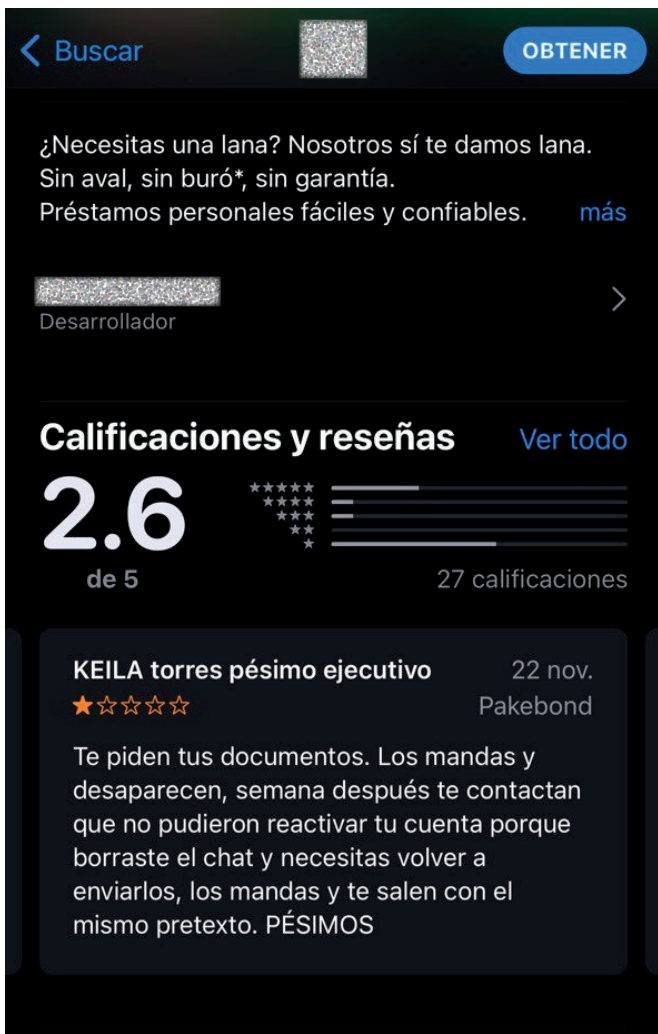 Buscar
OBTENER
¿Necesitas una lana? Nosotros sí te damos lana.
Sin aval, sin buró*, sin garantía.
Préstamos personales fáciles y confiables. más
Desarrollador
Calificaciones y reseñas Ver todo
2.6
de 5
27 calificaciones
KEILA torres pésimo ejecutivo 22 nov.
Pakebond
Te piden tus documentos. Los mandas y
desaparecen, semana después te contactan
que no pudieron reactivar tu cuenta porque
borraste el chat y necesitas volver a
enviarlos, los mandas y te salen con el
mismo pretexto. PÉSIMOS